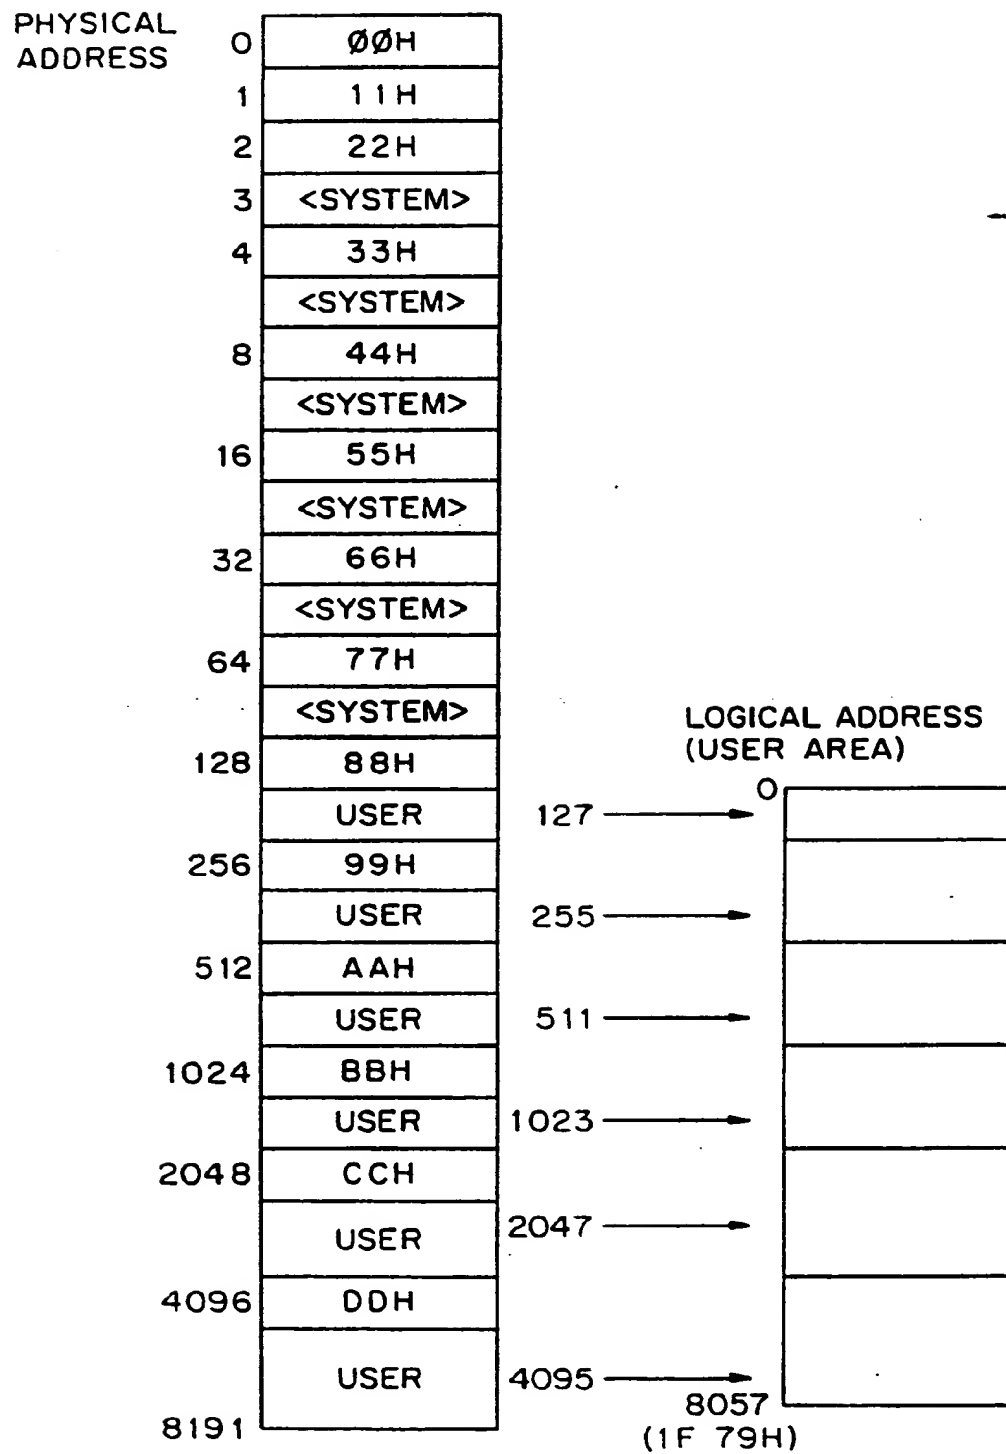 PHYSICAL
ADDRESS
0 ØØH
1 11H
2 22H
3 <SYSTEM>
4 33H
<SYSTEM>
8 44H
<SYSTEM>
16 55H
<SYSTEM>
32 66H
<SYSTEM>
64 77H
<SYSTEM>
LOGICAL ADDRESS
(USER AREA)
128 88H
0
USER 127
256 99H
USER 255
512 AAH
USER 511
1024 BBH
USER 1023
2048 CCH
USER 2047
4096 DDH
USER 4095
8057
8191
(1F 79H)